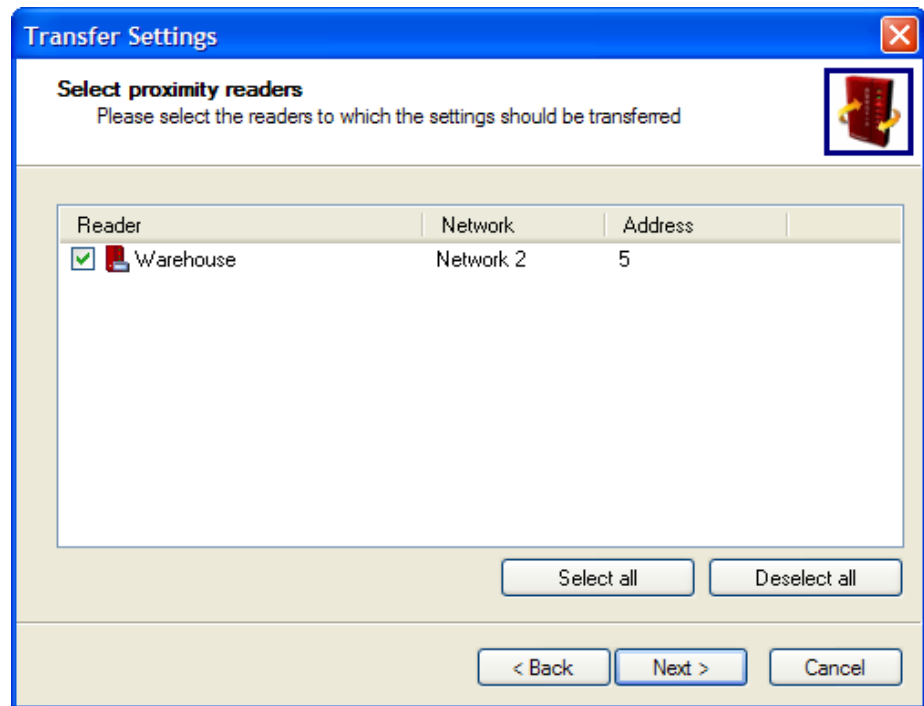 Transfer Settings
Select proximity readers
Please select the readers to which the settings should be transferred
Reader Network Address
Warehouse Network 2 5
Select all Deselect all
< Back Next > Cancel